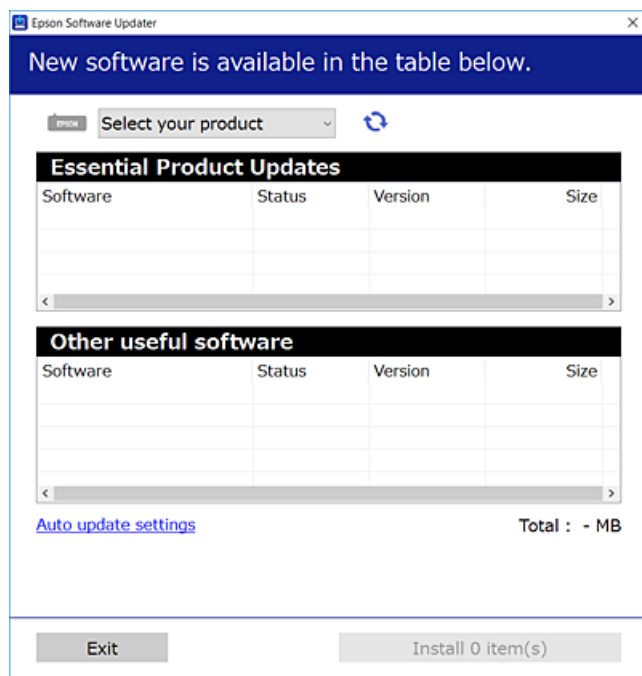 Epson Software Updater
New software is available in the table below.
EPSON
Select your product
Essential Product Updates
Software Status Version Size
Other useful software
Software Status Version Size
Auto update settings
Total : - MB
Exit
Install 0 item(s)